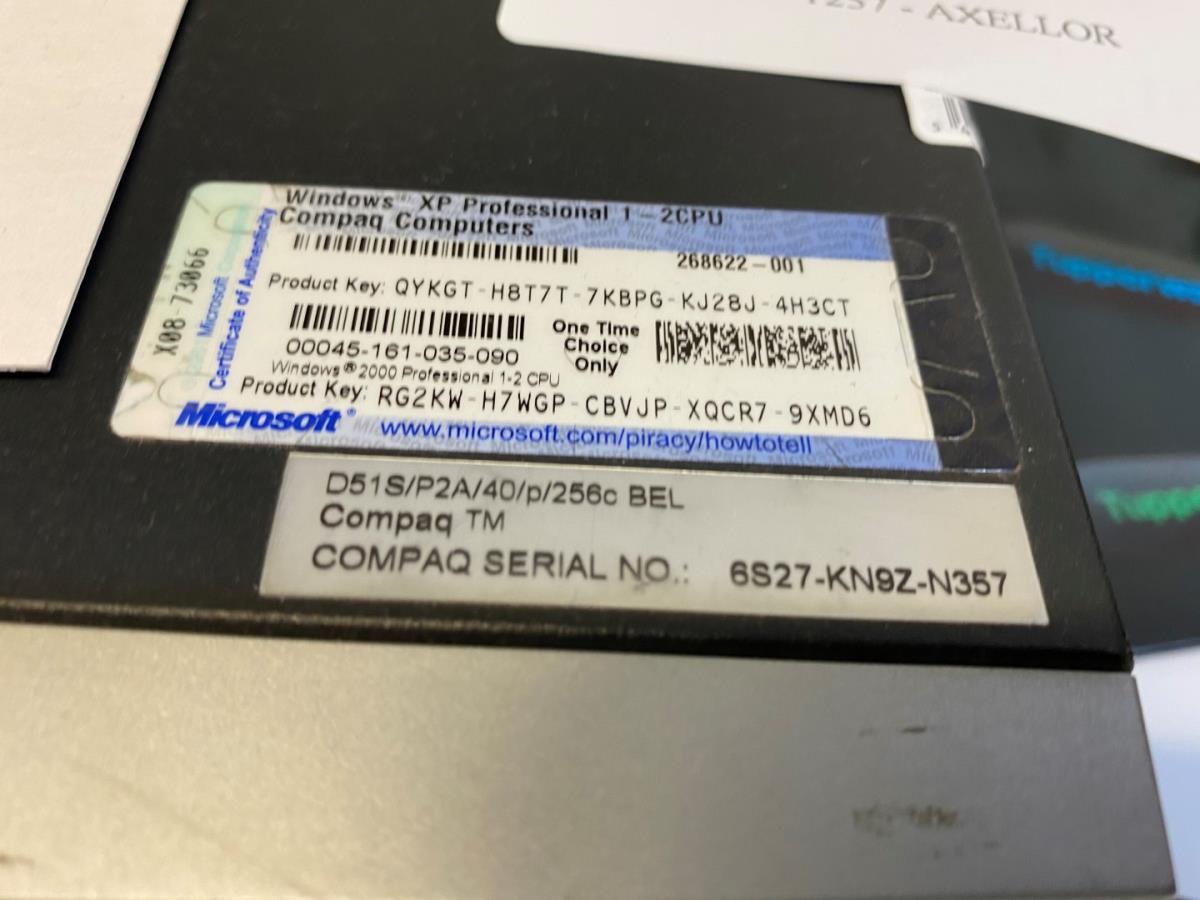 1257 - AXELLOR
Windows® XP Professional 1-2CPU
Compaq Computers
268622-001
Product Key: QYKGT-H8T7T-7KBPG-KJ28J-4H3CT
00045-161-035-090
One Time
Choice
Only
Windows®2000 Professional 1-2 CPU
Product Key: RG2KW-H7WGP-CBVJP-XQCR7-9XMD6
Microsoft® www.microsoft.com/piracy/howtotell
X08-73066
Certificate of Authenticity
Microsoft
D51S/P2A/40/p/256c BEL
Compaq TM
COMPAQ SERIAL NO.: 6S27-KN9Z-N357